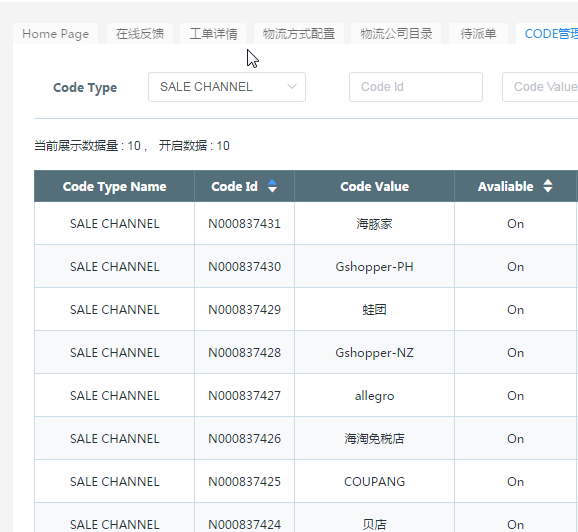 Home Page 在线反馈 工单详情 物流方式配置 物流公司目录 待派单 CODE管理
Code Type SALE CHANNEL Code Id Code Value
当前展示数据量 : 10 , 开启数据 : 10
Code Type Name Code Id Code Value Avaliable
SALE CHANNEL N000837431 海豚家 On
SALE CHANNEL N000837430 Gshopper-PH On
SALE CHANNEL N000837429 蛙团 On
SALE CHANNEL N000837428 Gshopper-NZ On
SALE CHANNEL N000837427 allegro On
SALE CHANNEL N000837426 海淘免税店 On
SALE CHANNEL N000837425 COUPANG On
SALE CHANNEL N000837424 贝店 On